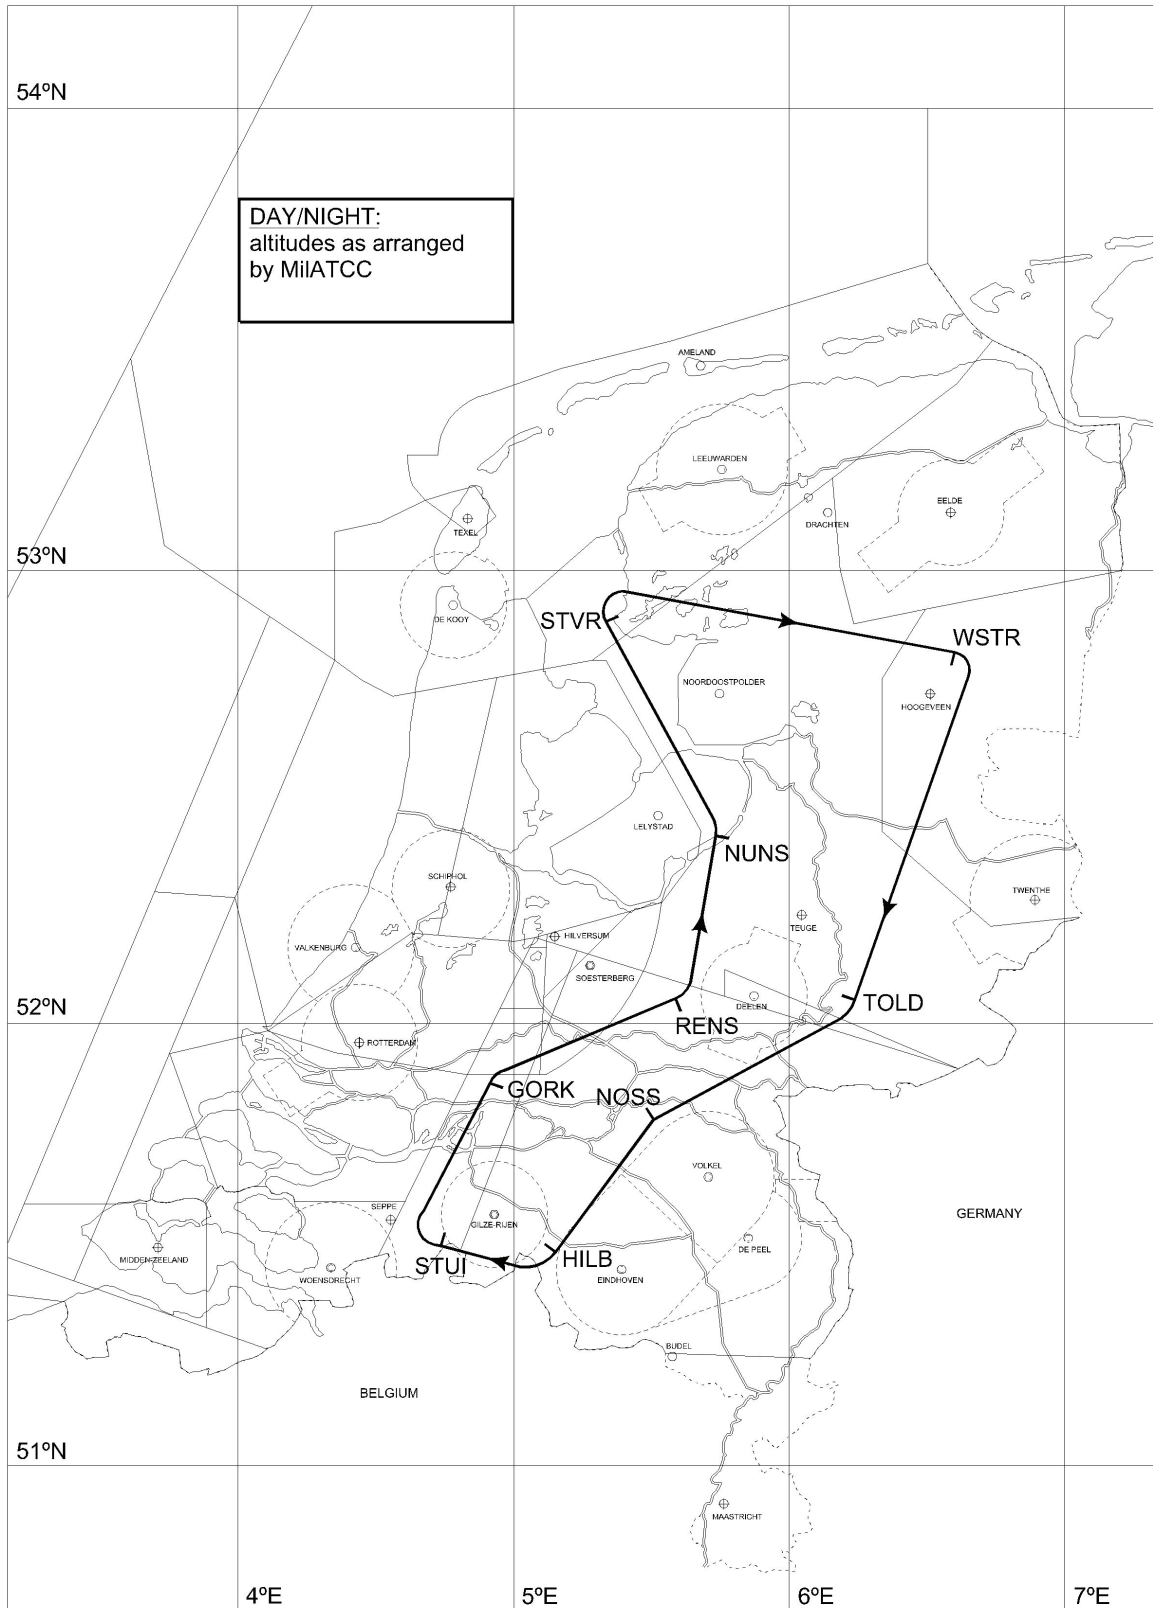 54ºN
DAY/NIGHT:
altitudes as arranged
by MilATCC
AMELAND
LEEUWARDEN
EELDE
TEXEL
DRACHTEN
53ºN
DE KOOY
STVR
WSTR
NOORDOOSTPOLDER
HOOGEVEEN
LELYSTAD
NUNS
SCHIPHOL
TWENTHE
TEUGE
VALKENBURG
HILVERSUM
SOESTERBERG
52ºN
DEELEN
TOLD
RENS
ROTTERDAM
GORK
NOSS
VOLKEL
SEPPE
GILZE-RIJEN
GERMANY
MIDDEN-ZEELAND
WOENSDRECHT
STUI
HILB
DE PEEL
EINDHOVEN
BUDEL
BELGIUM
51ºN
MAASTRICHT
4ºE
5ºE
6ºE
7ºE